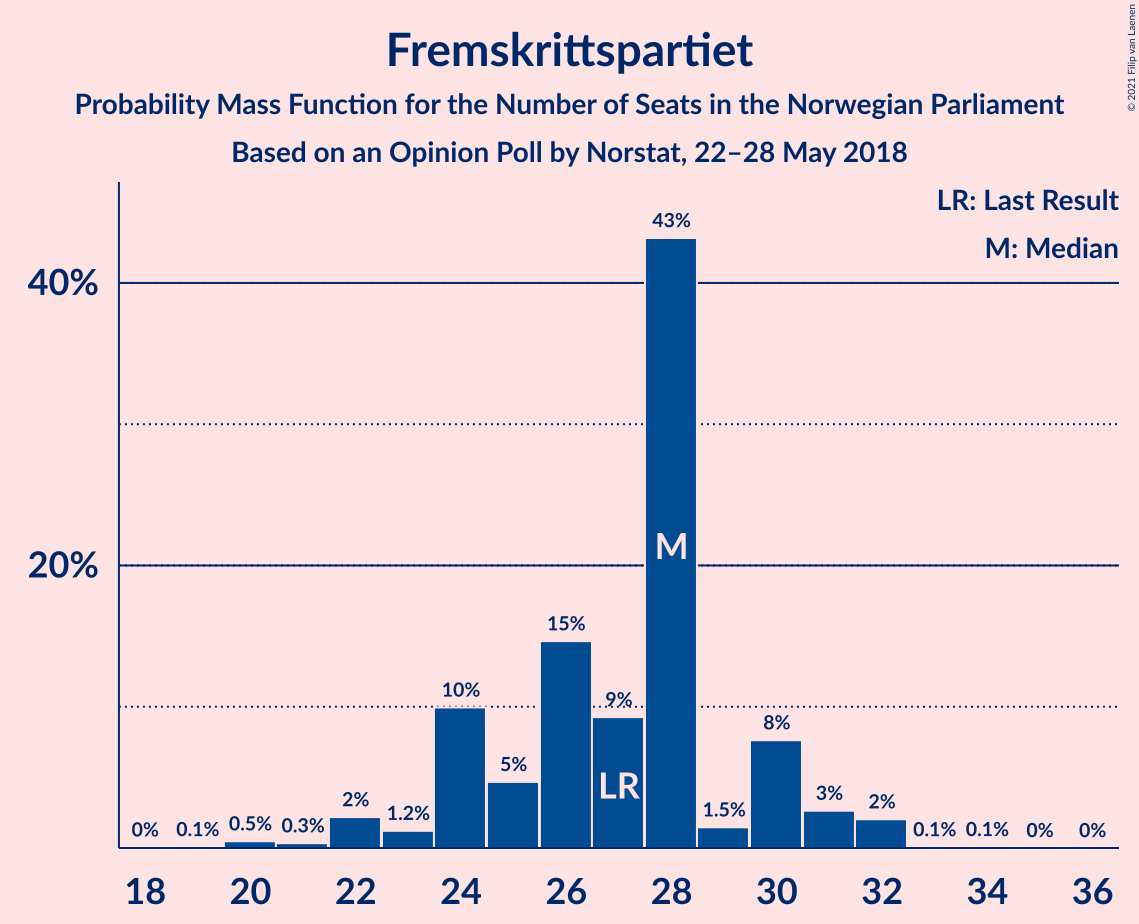 Fremskrittspartiet
Probability Mass Function for the Number of Seats in the Norwegian Parliament
Based on an Opinion Poll by Norstat, 22–28 May 2018
© 2021 Filip van Laenen
LR: Last Result
M: Median
43%
40%
M
20%
15%
10%
9%
8%
5%
LR
2%
1.2%
1.5%
3%
2%
0%
0.1%
0.5%
0.3%
0.1%
0.1%
0%
0%
18 20 22 24 26 28 30 32 34 36